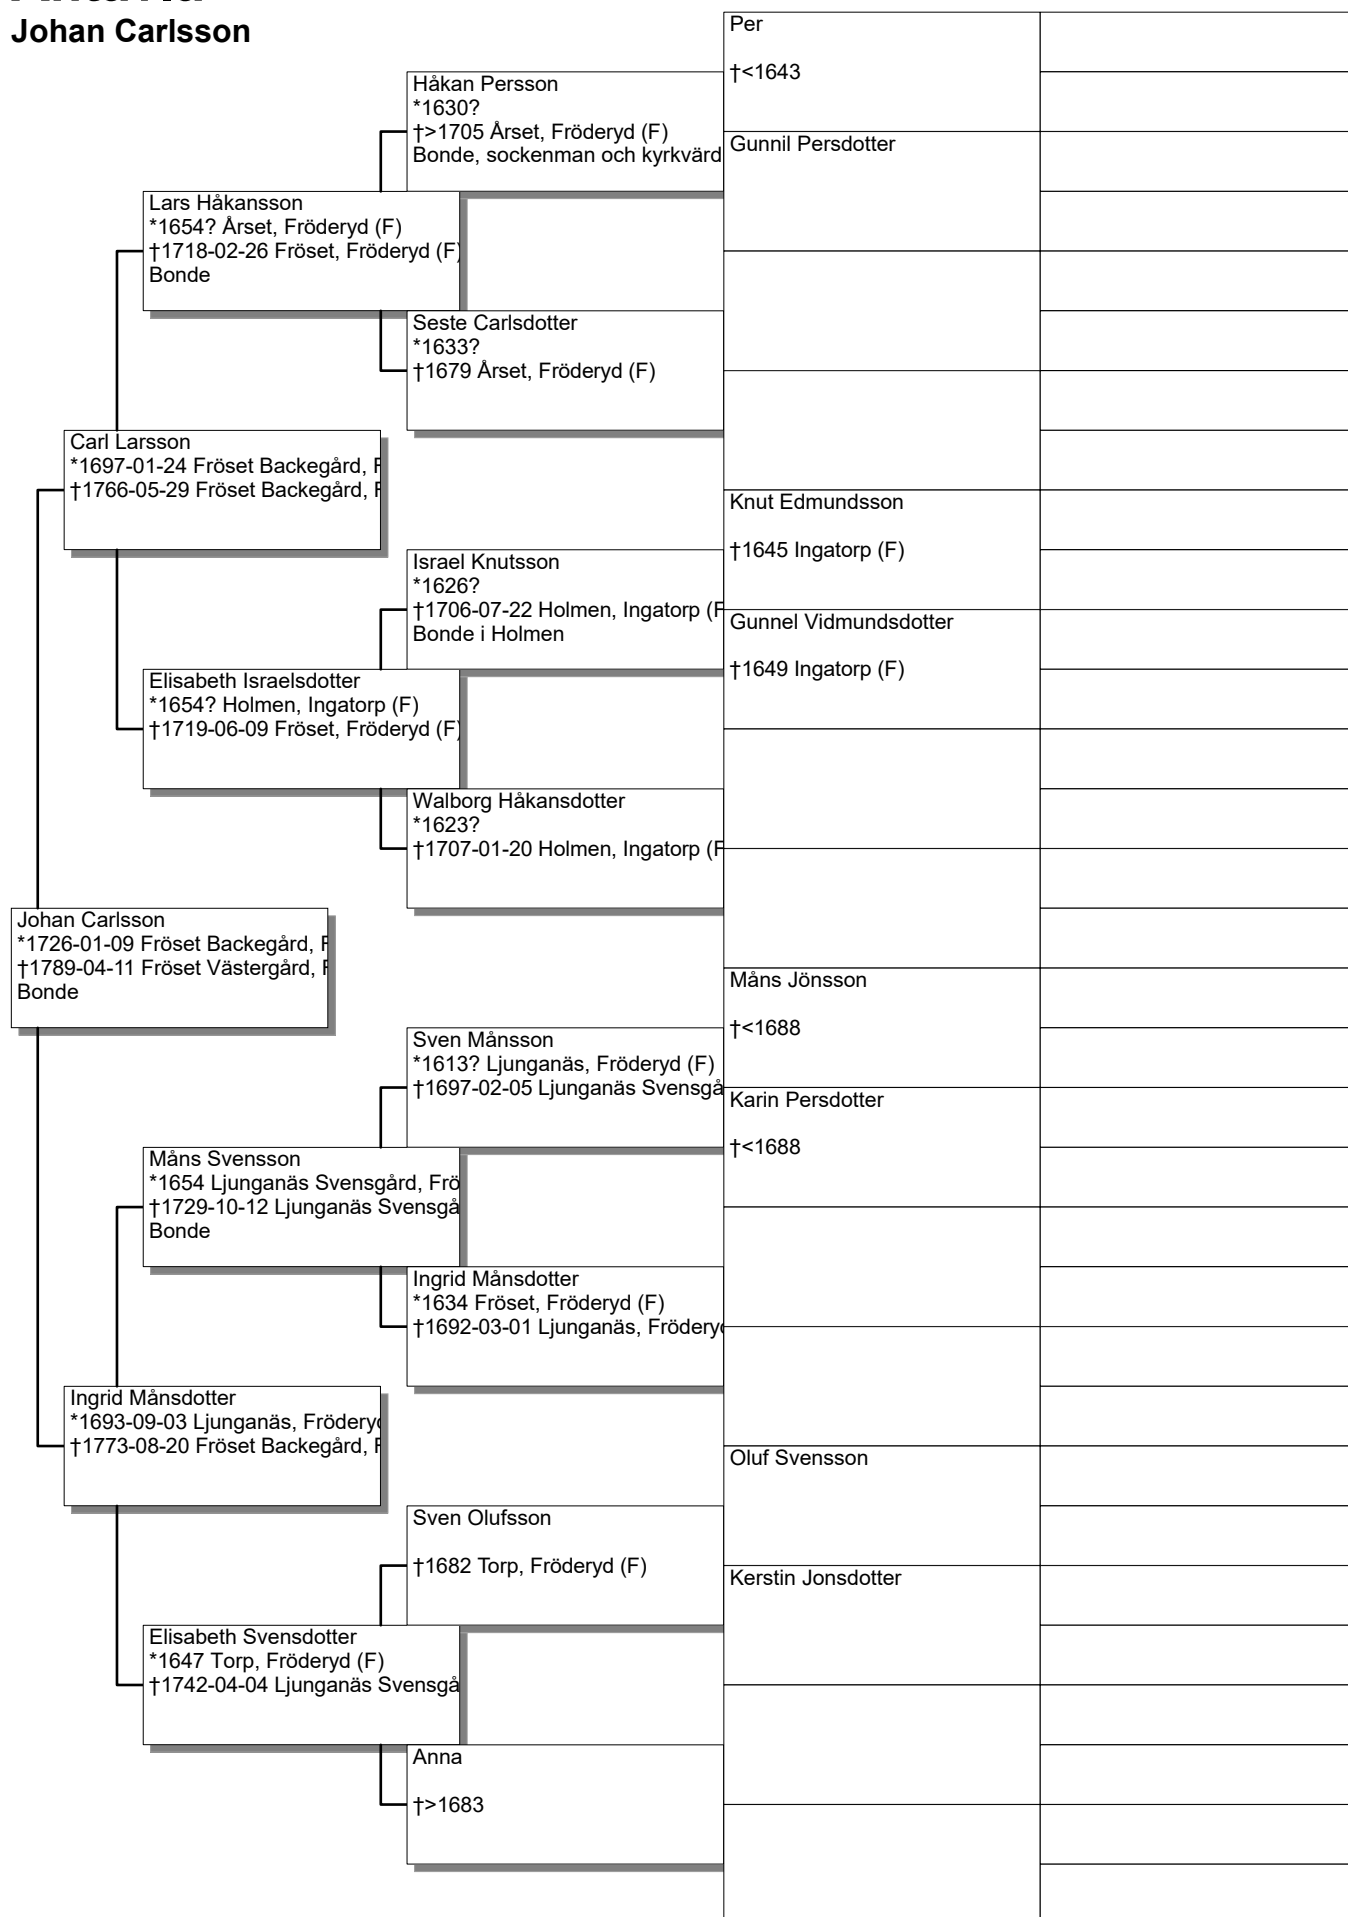 Johan Carlsson
Per
†<1643
Håkan Persson
*1630?
†>1705 Årset, Fröderyd (F)
Bonde, sockenman och kyrkvärd
Gunnil Persdotter
Lars Håkansson
*1654? Årset, Fröderyd (F)
†1718-02-26 Fröset, Fröderyd (F)
Bonde
Seste Carlsdotter
*1633?
†1679 Årset, Fröderyd (F)
Carl Larsson
*1697-01-24 Fröset Backegård, F
†1766-05-29 Fröset Backegård, F
Knut Edmundsson
†1645 Ingatorp (F)
Israel Knutsson
*1626?
†1706-07-22 Holmen, Ingatorp (F
Bonde i Holmen
Gunnel Vidmundsdotter
†1649 Ingatorp (F)
Elisabeth Israelsdotter
*1654? Holmen, Ingatorp (F)
†1719-06-09 Fröset, Fröderyd (F)
Walborg Håkansdotter
*1623?
†1707-01-20 Holmen, Ingatorp (F
Johan Carlsson
*1726-01-09 Fröset Backegård, F
†1789-04-11 Fröset Västergård, F
Bonde
Måns Jönsson
†<1688
Sven Månsson
*1613? Ljunganäs, Fröderyd (F)
†1697-02-05 Ljunganäs Svensgå
Karin Persdotter
†<1688
Måns Svensson
*1654 Ljunganäs Svensgård, Frö
†1729-10-12 Ljunganäs Svensgå
Bonde
Ingrid Månsdotter
*1634 Fröset, Fröderyd (F)
†1692-03-01 Ljunganäs, Fröderyd
Ingrid Månsdotter
*1693-09-03 Ljunganäs, Fröderyd
†1773-08-20 Fröset Backegård, F
Oluf Svensson
Sven Olufsson
†1682 Torp, Fröderyd (F)
Kerstin Jonsdotter
Elisabeth Svensdotter
*1647 Torp, Fröderyd (F)
†1742-04-04 Ljunganäs Svensgå
Anna
†>1683